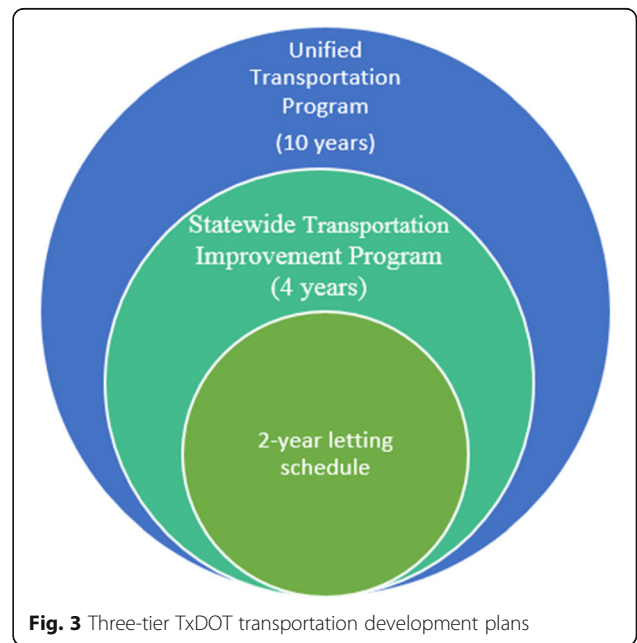 Unified
Transportation
Program
(10 years)
Statewide Transportation
Improvement Program
(4 years)
2-year letting
schedule
Fig. 3 Three-tier TxDOT transportation development plans